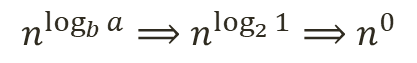 n^{log_b a} ⟹ n^{log_2 1} ⟹ n^0